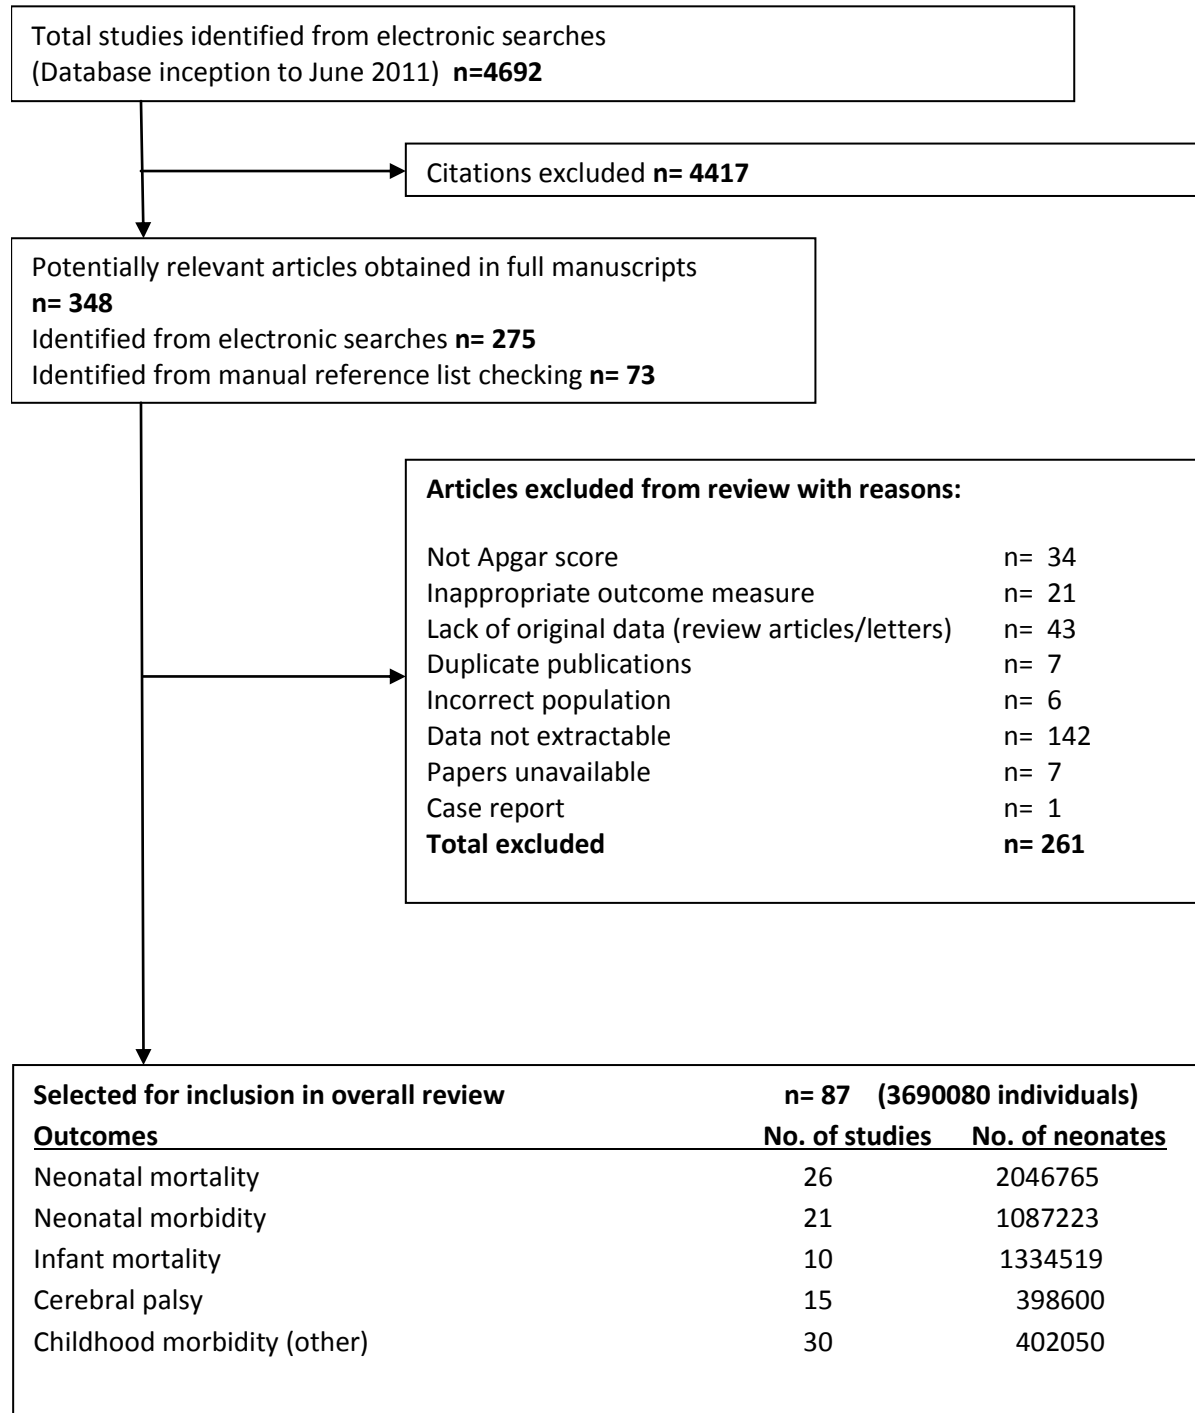 Total studies identified from electronic searches
(Database inception to June 2011)  n=4692
Citations excluded n= 4417
Potentially relevant articles obtained in full manuscripts
n= 348
Identified from electronic searches n= 275
Identified from manual reference list checking n= 73
Articles excluded from review with reasons:
Not Apgar score n= 34
Inappropriate outcome measure n= 21
Lack of original data (review articles/letters) n= 43
Duplicate publications n= 7
Incorrect population n= 6
Data not extractable n= 142
Papers unavailable n= 7
Case report n= 1
Total excluded n= 261
Selected for inclusion in overall review n= 87 (3690080 individuals)
Outcomes No. of studies No. of neonates
Neonatal mortality 26 2046765
Neonatal morbidity 21 1087223
Infant mortality 10 1334519
Cerebral palsy 15 398600
Childhood morbidity (other) 30 402050